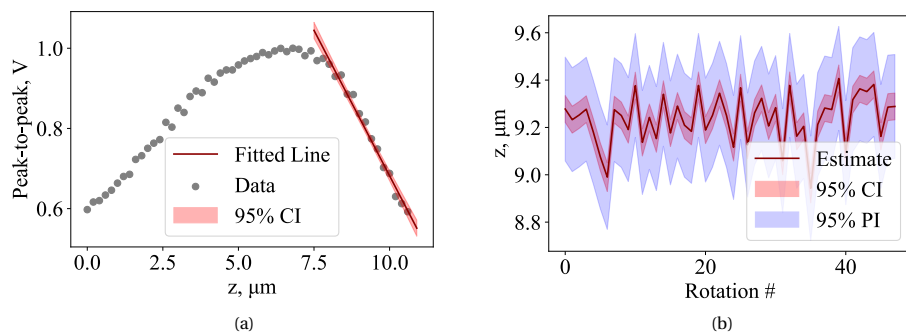 1.0
0.8
0.6
Peak-to-peak, V
Fitted Line
Data
95% CI
0.0 2.5 5.0 7.5 10.0
z, μm
(a)
9.6
9.4
9.2
9.0
8.8
z, μm
Estimate
95% CI
95% PI
0 20 40
Rotation #
(b)